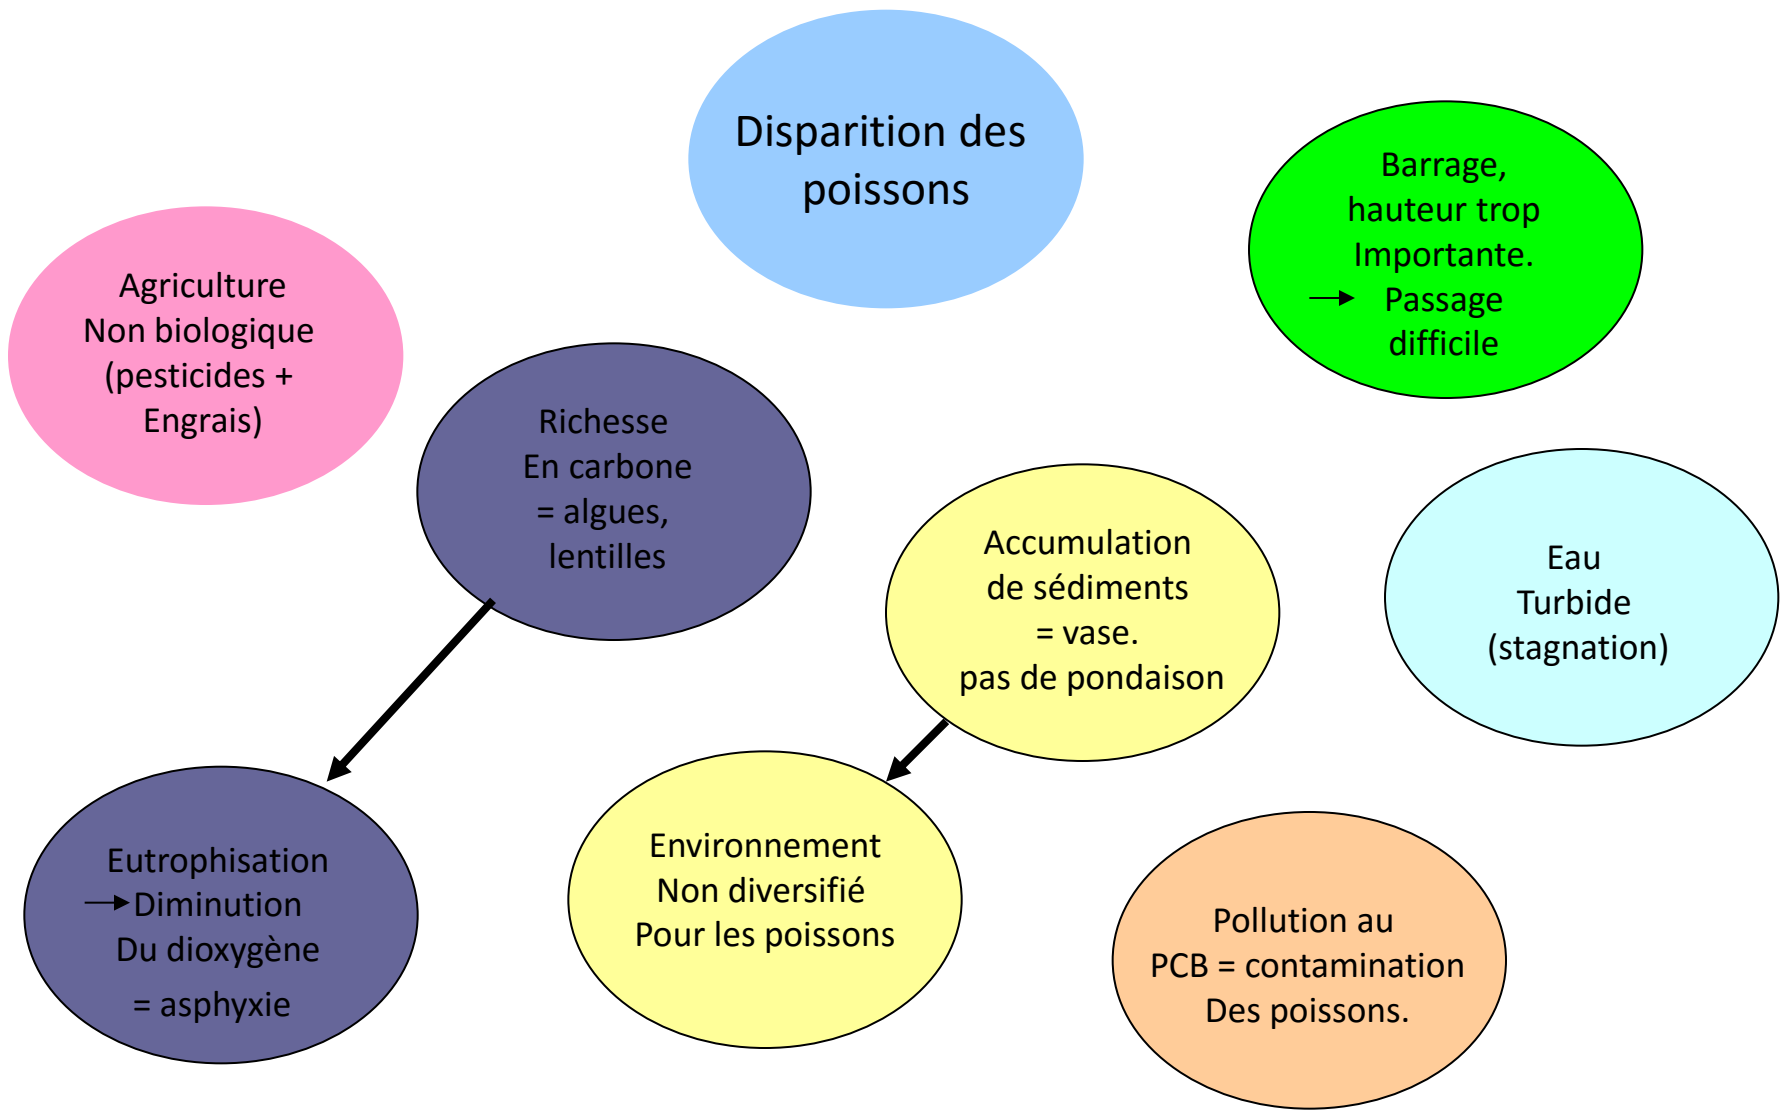 Disparition des
poissons
Barrage,
hauteur trop
Importante.
→ Passage
difficile
Agriculture
Non biologique
(pesticides +
Engrais)
Richesse
En carbone
= algues,
lentilles
Accumulation
de sédiments
= vase.
pas de pondaison
Eau
Turbide
(stagnation)
Eutrophisation
→ Diminution
Du dioxygène
= asphyxie
Environnement
Non diversifié
Pour les poissons
Pollution au
PCB = contamination
Des poissons.